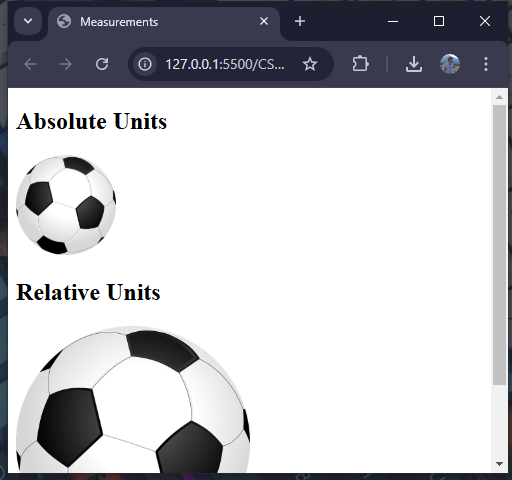 Measurements
127.0.0.1:5500/CS...
Absolute Units
Relative Units